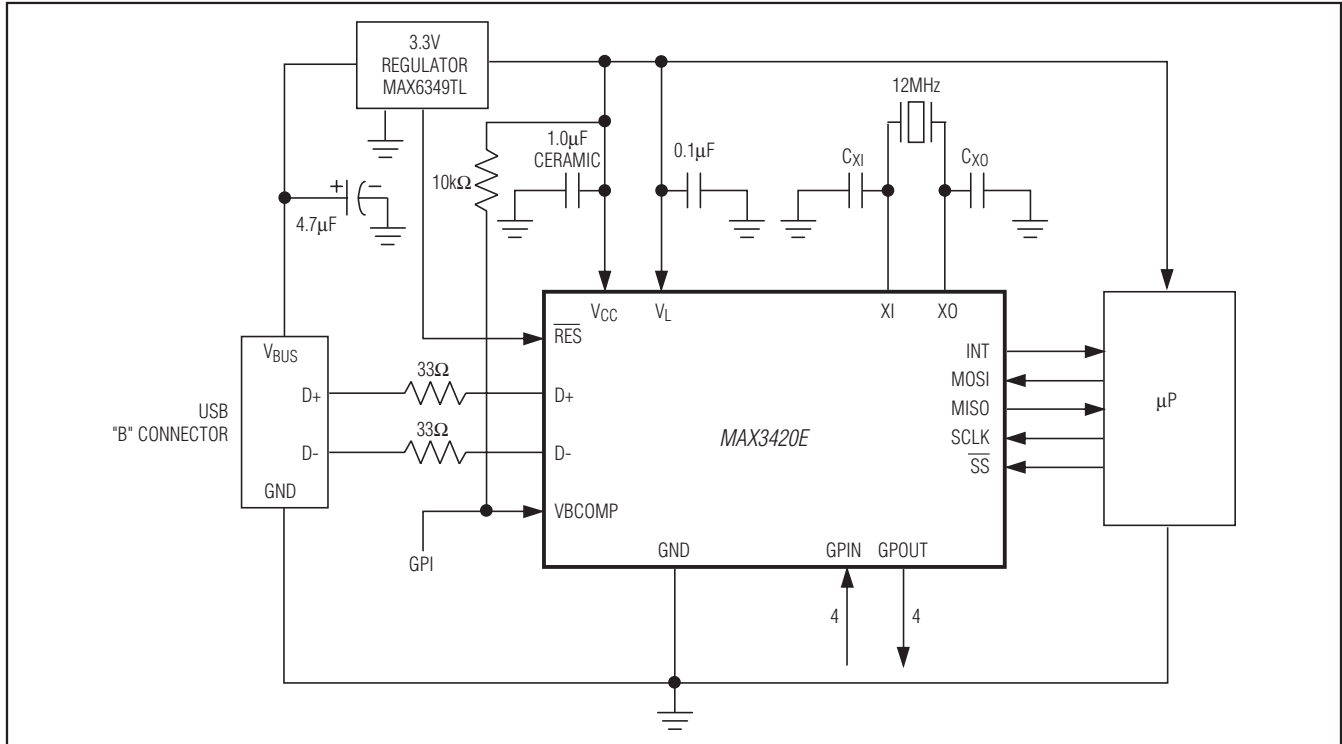 3.3V
REGULATOR
MAX6349TL
12MHz
1.0μF
CERAMIC
0.1μF
CXI
CXO
10kΩ
+
−
4.7μF
VCC
VL
XI
XO
RES
VBUS
INT
33Ω
D+
D+
MOSI
MISO
μP
USB
"B" CONNECTOR
33Ω
MAX3420E
SCLK
D-
D-
SS
GND
VBCOMP
GPI
GND
GPIN
GPOUT
4
4